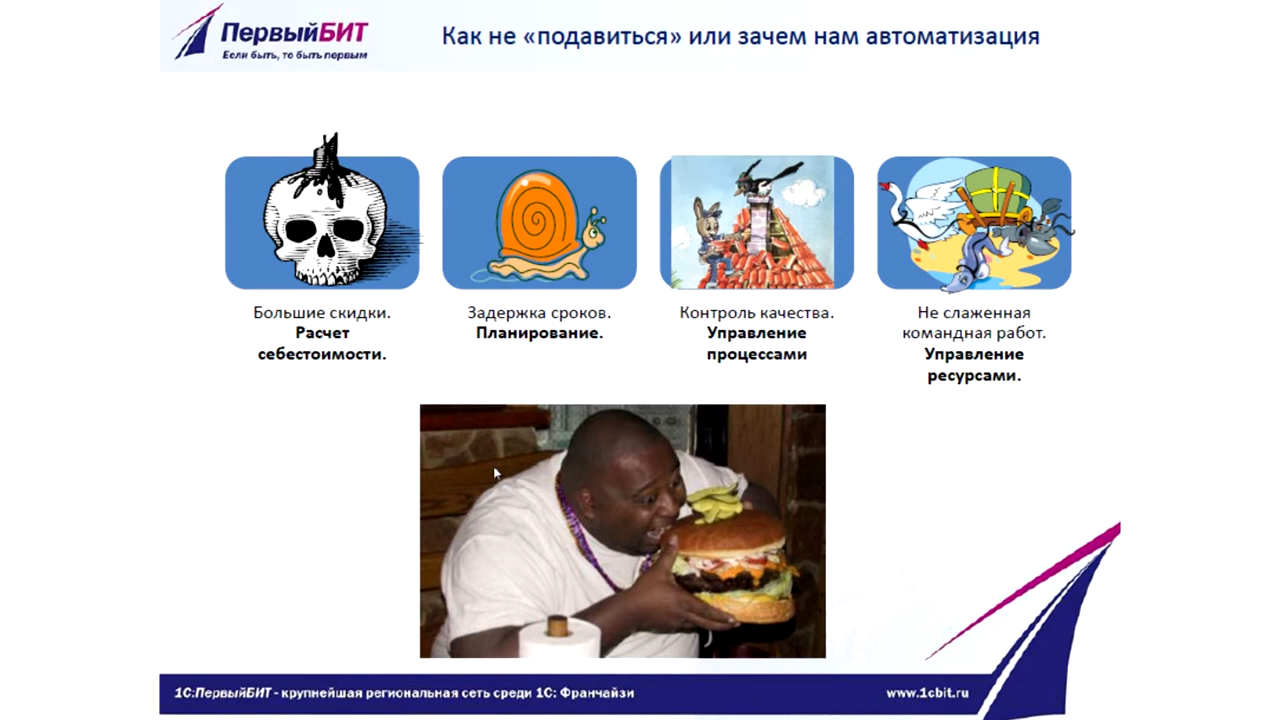 ПервыйБИТ
Если быть, то быть первым
Как не «подавиться» или зачем нам автоматизация
Большие скидки.
Расчет
себестоимости.
Задержка сроков.
Планирование.
Контроль качества.
Управление
процессами
Не слаженная
командная работ.
Управление
ресурсами.
1С:ПервыйБИТ - крупнейшая региональная сеть среди 1С: Франчайзи
www.1cbit.ru